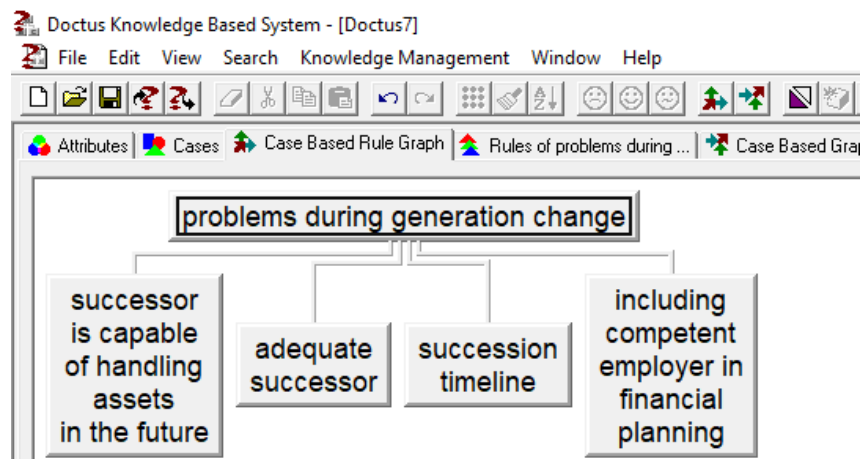 Doctus Knowledge Based System - [Doctus7]
File Edit View Search Knowledge Management Window Help
Attributes Cases Case Based Rule Graph Rules of problems during ... Case Based Gra
problems during generation change
successor
is capable
of handling
assets
in the future
adequate
successor
succession
timeline
including
competent
employer in
financial
planning